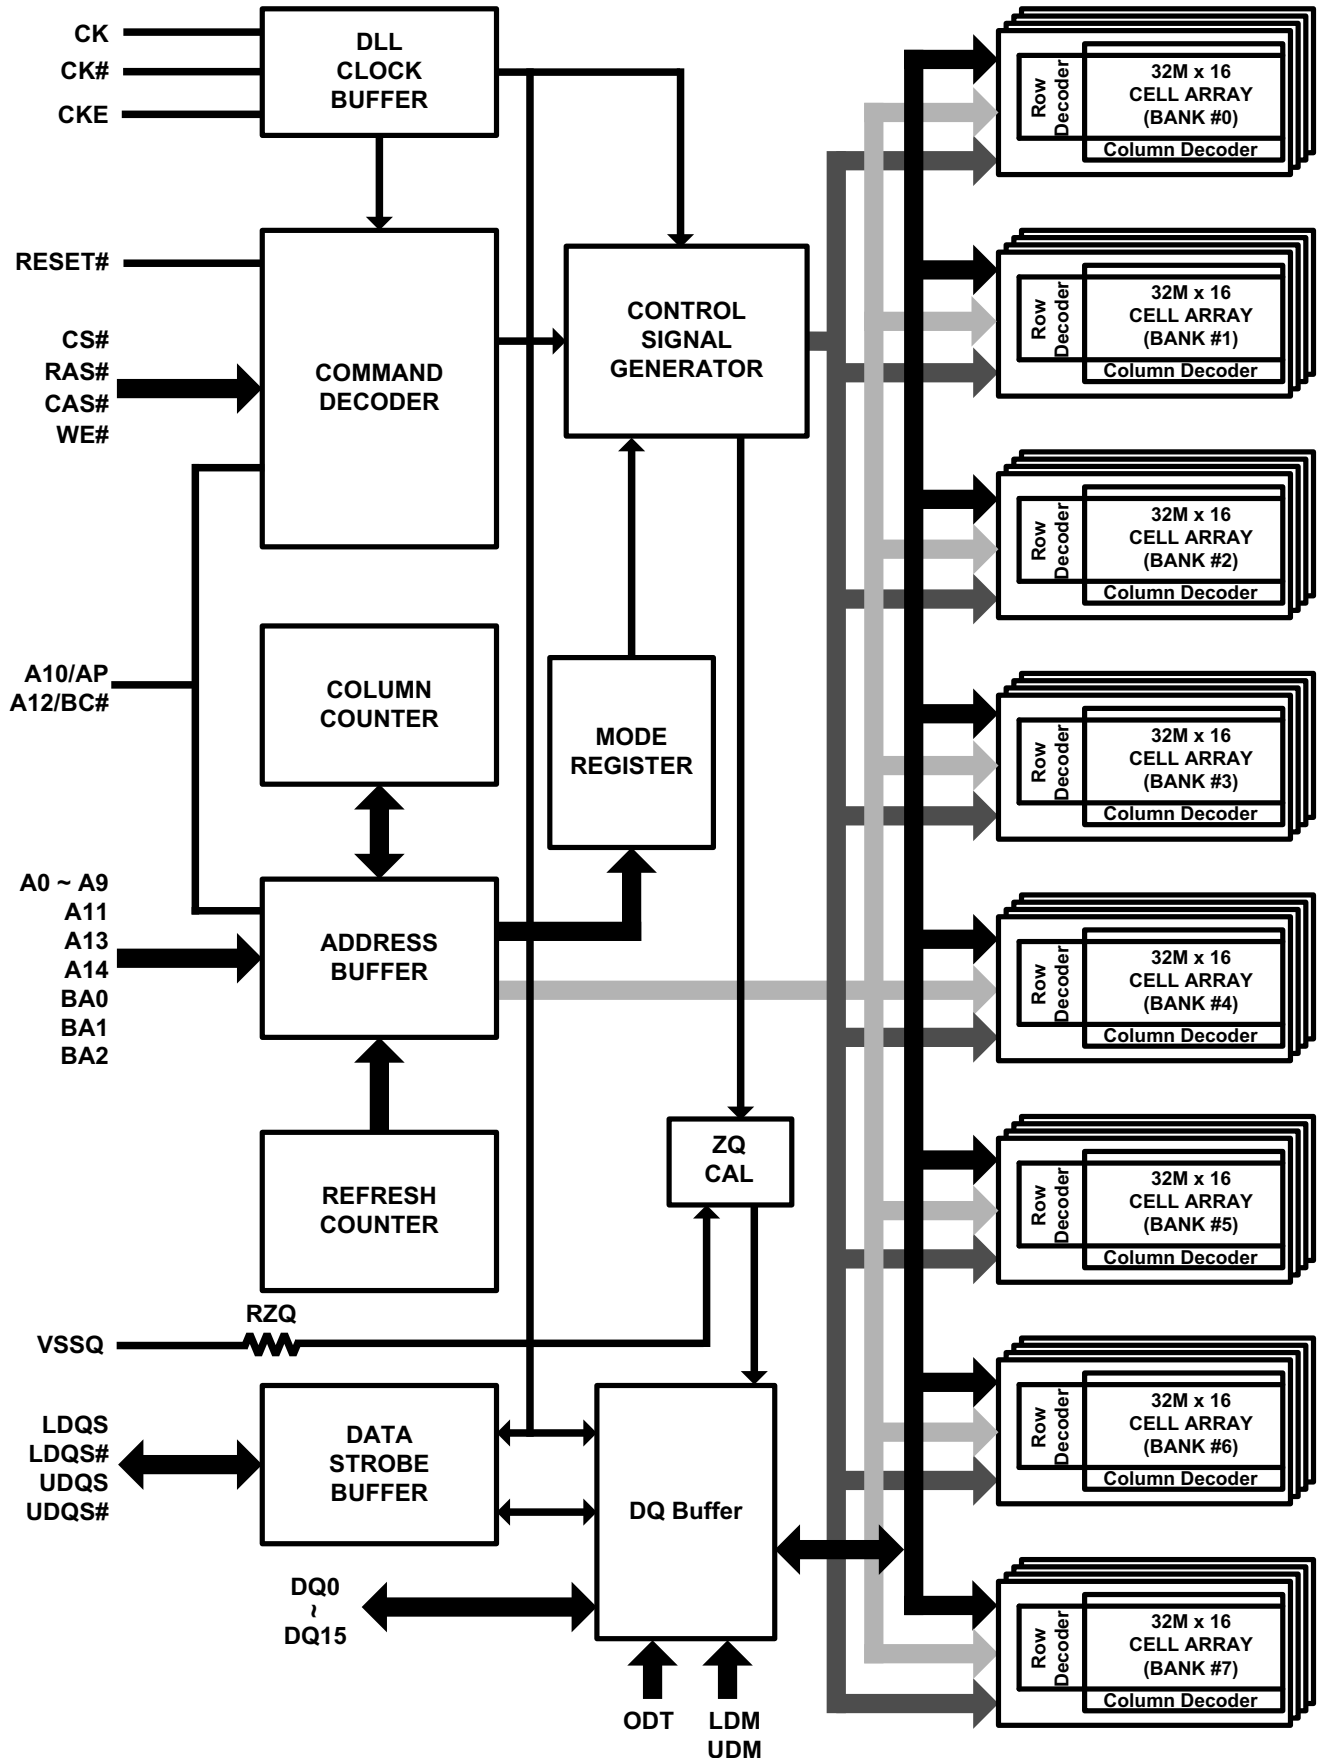 CK
CK#
CKE
DLL
CLOCK
BUFFER
RESET#
CS#
RAS#
CAS#
WE#
COMMAND
DECODER
CONTROL
SIGNAL
GENERATOR
A10/AP
A12/BC#
COLUMN
COUNTER
MODE
REGISTER
A0 ~ A9
A11
A13
A14
BA0
BA1
BA2
ADDRESS
BUFFER
REFRESH
COUNTER
ZQ
CAL
RZQ
VSSQ
LDQS
LDQS#
UDQS
UDQS#
DATA
STROBE
BUFFER
DQ Buffer
DQ0
~
DQ15
ODT
LDM
UDM
Row
Decoder
32M x 16
CELL ARRAY
(BANK #0)
Column Decoder
Row
Decoder
32M x 16
CELL ARRAY
(BANK #1)
Column Decoder
Row
Decoder
32M x 16
CELL ARRAY
(BANK #2)
Column Decoder
Row
Decoder
32M x 16
CELL ARRAY
(BANK #3)
Column Decoder
Row
Decoder
32M x 16
CELL ARRAY
(BANK #4)
Column Decoder
Row
Decoder
32M x 16
CELL ARRAY
(BANK #5)
Column Decoder
Row
Decoder
32M x 16
CELL ARRAY
(BANK #6)
Column Decoder
Row
Decoder
32M x 16
CELL ARRAY
(BANK #7)
Column Decoder